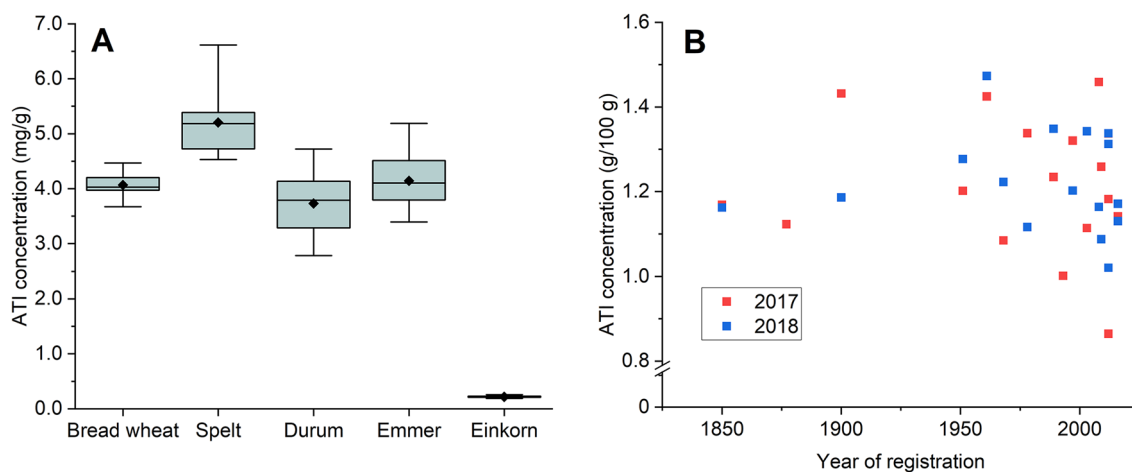 A
ATI concentration (mg/g)
7.0
6.0
5.0
4.0
3.0
2.0
1.0
0.0
Bread wheat Spelt Durum Emmer Einkorn
B
ATI concentration (g/100 g)
1.6
1.4
1.2
1.0
0.8
0
2017
2018
1850 1900 1950 2000
Year of registration